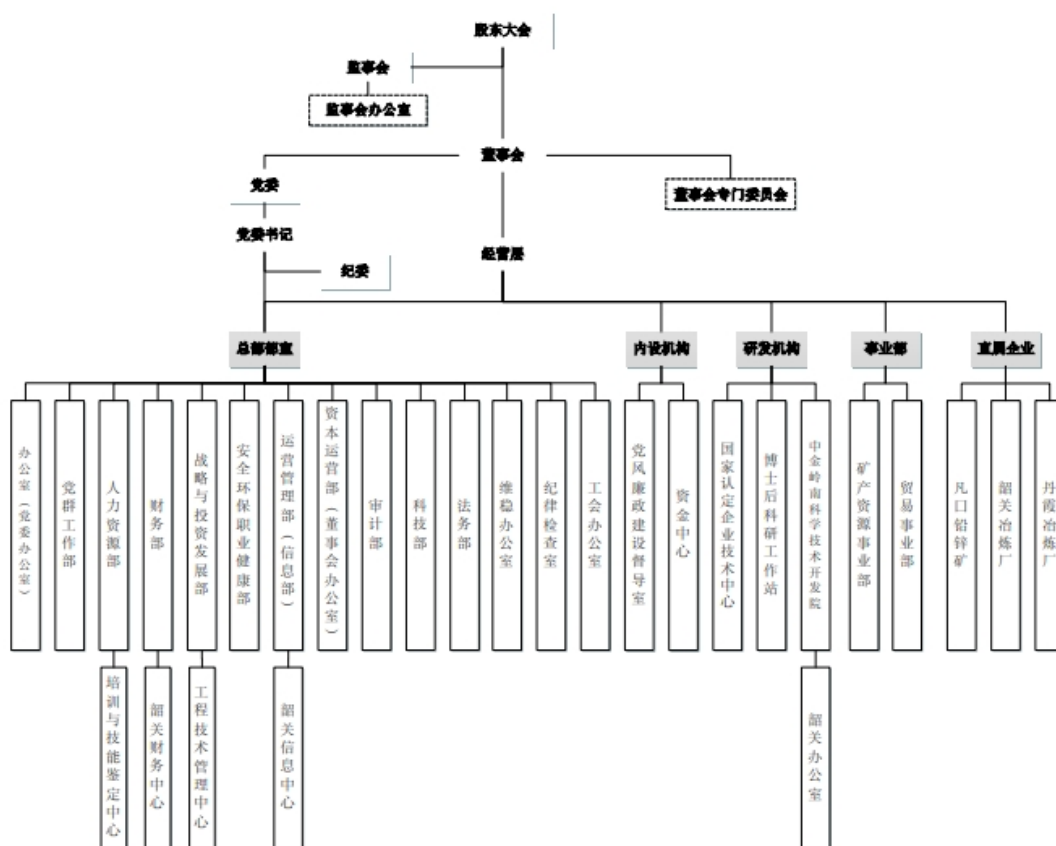 股东大会
监事会
监事会办公室
董事会
党委
董事会专门委员会
党委书记
经营层
纪委
总部部室
内设机构
研发机构
事业部
直属企业
办公室（党委办公室）
党群工作部
人力资源部
财务部
战略与投资发展部
安全环保职业健康部
运营管理部（信息部）
资本运营部（董事会办公室）
审计部
科技部
法务部
维稳办公室
纪律检查室
工会办公室
党风廉政建设督导室
资金中心
国家认定企业技术中心
博士后科研工作站
中金岭南科学技术开发院
矿产资源事业部
贸易事业部
凡口铅锌矿
韶关冶炼厂
丹霞冶炼厂
培训与技能鉴定中心
韶关财务中心
工程技术管理中心
韶关信息中心
韶关办公室